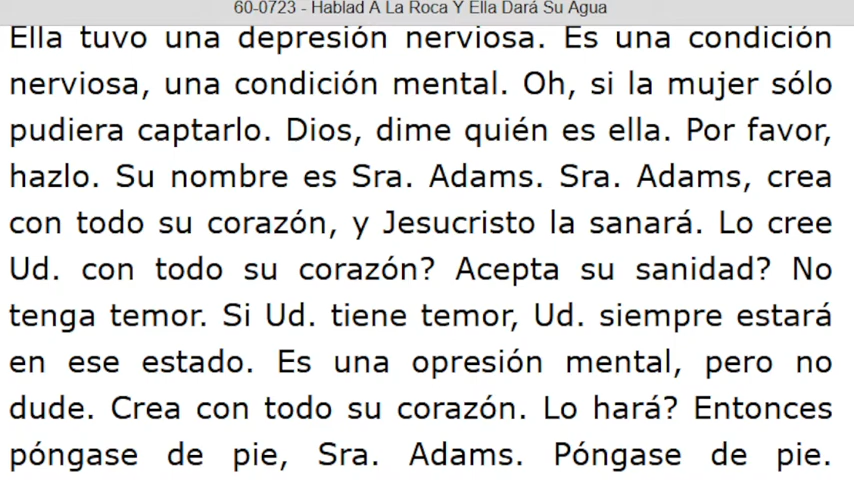 60-0723 - Hablad A La Roca Y Ella Dará Su Agua
Ella tuvo una depresión nerviosa. Es una condición
nerviosa, una condición mental. Oh, si la mujer sólo
pudiera captarlo. Dios, dime quién es ella. Por favor,
hazlo. Su nombre es Sra. Adams. Sra. Adams, crea
con todo su corazón, y Jesucristo la sanará. Lo cree
Ud. con todo su corazón? Acepta su sanidad? No
tenga temor. Si Ud. tiene temor, Ud. siempre estará
en ese estado. Es una opresión mental, pero no
dude. Crea con todo su corazón. Lo hará? Entonces
póngase de pie, Sra. Adams. Póngase de pie.